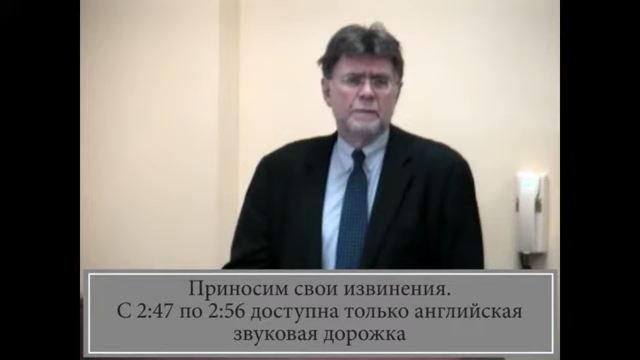 Приносим свои извинения.
С 2:47 по 2:56 доступна только английская
звуковая дорожка